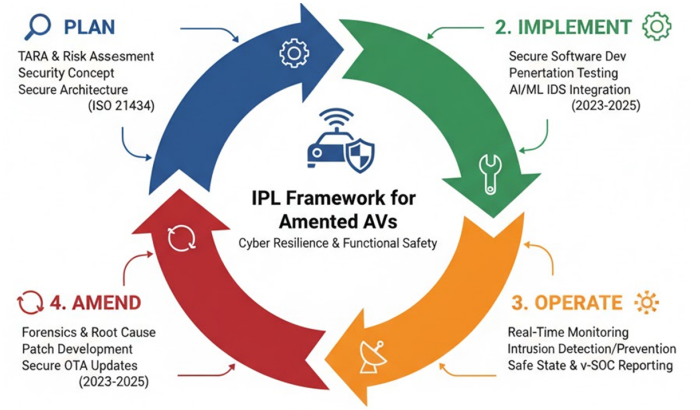 PLAN
TARA & Risk Assesment
Security Concept
Secure Architecture
(ISO 21434)
2. IMPLEMENT
Secure Software Dev
Penertation Testing
AI/ML IDS Integration
(2023-2025)
IPL Framework for
Amented AVs
Cyber Resilience & Functional Safety
3. OPERATE
Real-Time Monitoring
Intrusion Detection/Prevention
Safe State & v-SOC Reporting
4. AMEND
Forensics & Root Cause
Patch Development
Secure OTA Updates
(2023-2025)